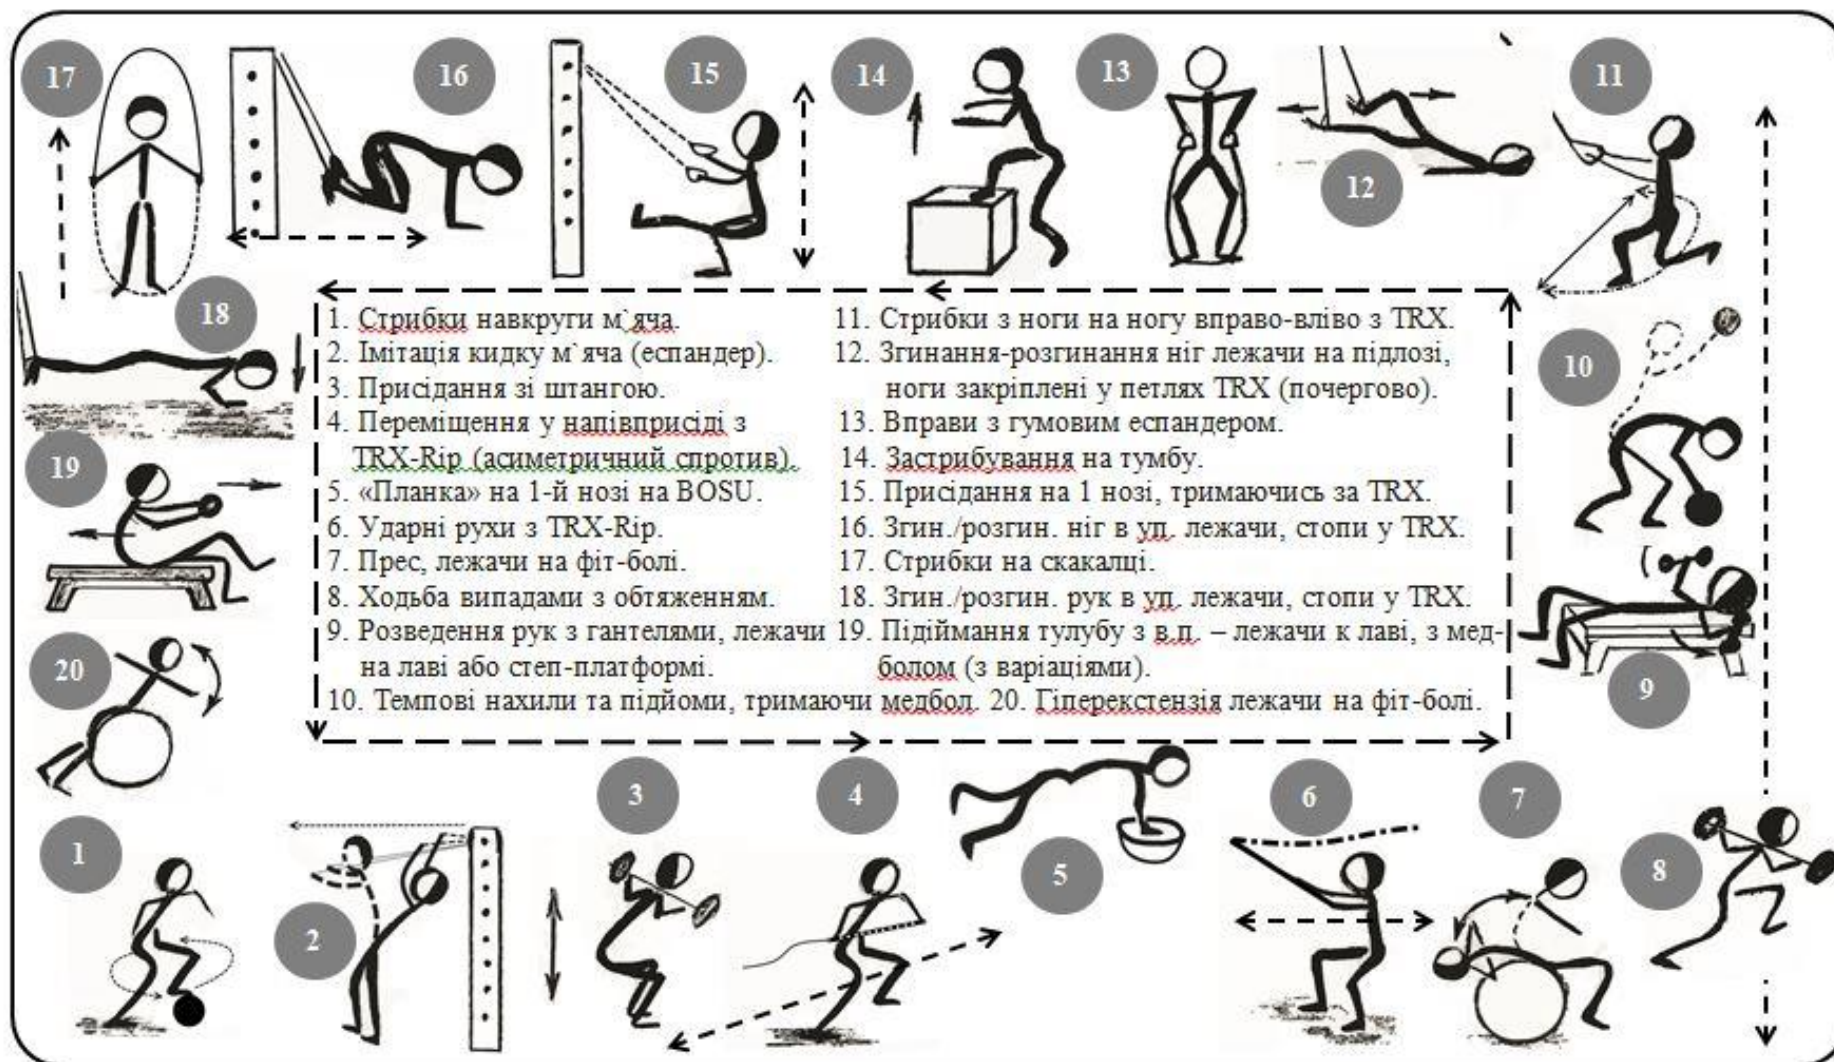 17
16
15
14
13
11
12
18
10
19
20
9
1. Стрибки навкруги м`яча.
2. Імітація кидку м`яча (еспандер).
3. Присідання зі штангою.
4. Переміщення у напівприсіді з
TRX-Rip (асиметричний спротив).
5. «Планка» на 1-й нозі на BOSU.
6. Ударні рухи з TRX-Rip.
7. Прес, лежачи на фіт-болі.
8. Ходьба випадами з обтяженням.
9. Розведення рук з гантелями, лежачи
на лаві або степ-платформі.
10. Темпові нахили та підйоми, тримаючи медбол.
11. Стрибки з ноги на ногу вправо-вліво з TRX.
12. Згинання-розгинання ніг лежачи на підлозі,
ноги закріплені у петлях TRX (почергово).
13. Вправи з гумовим еспандером.
14. Застрибування на тумбу.
15. Присідання на 1 нозі, тримаючись за TRX.
16. Згин./розгин. ніг в уп. лежачи, стопи у TRX.
17. Стрибки на скакалці.
18. Згин./розгин. рук в уп. лежачи, стопи у TRX.
19. Підіймання тулубу з в.п. – лежачи к лаві, з мед-
болом (з варіаціями).
20. Гіперекстензія лежачи на фіт-болі.
1
2
3
4
5
6
7
8